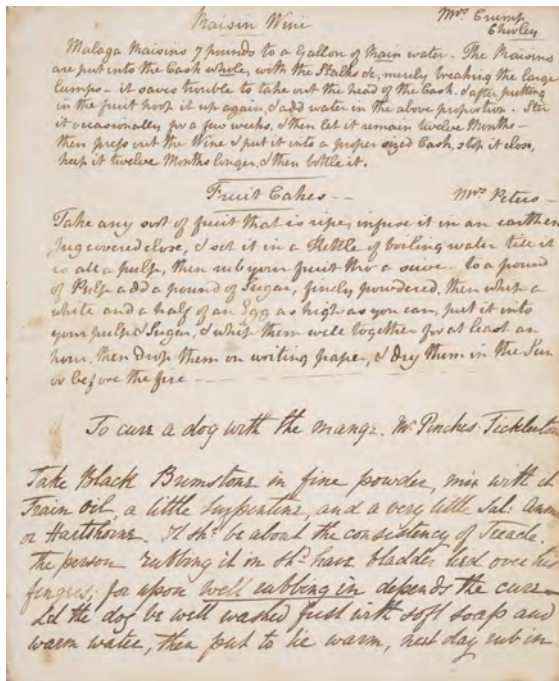 Raisin Wine Mrs Crump
Chorley
Malaga Raisins 7 pounds to a Gallon of Rain water. The Raisins
are put into the Cask whole, with the Stalks &c, merely breaking the large
lumps - it saves trouble to take out the head of the Cask, & after putting
in the fruit hoop it up again, & add water in the above proportion. Stir
it occasionally for a few weeks, & then let it remain twelve Months -
then press out the Wine & put it into a proper sized Cask, stop it close,
keep it twelve Months longer, & then bottle it.
Fruit Cakes - - Mrs Peters -
Take any sort of fruit that is ripe, infuse it in an earthen
Jug covered close, & set it in a Kettle of boiling water till it
is all a pulp, then rub your fruit thro a sieve - to a pound
of Pulp add a pound of Sugar, finely powdered, then whip a
white and a half of an Egg as high as you can, put it into
your pulp & Sugar, & whip them well together for at least an
hour, then drop them on writing paper, & dry them in the Sun
or before the fire - -
To cure a dog with the mange. Mr Pinches Ticklerton
Take Black Brimstone in fine powder, mix with it
Train Oil, a little turpentine, and a very little Sal: Amm
or Hartshorne. It shd. be about the consistency of Treacle.
The person rubbing it in shd have bladder tied over his
fingers; for upon well rubbing in depends the cure -
Let the dog be well washed first with soft soap and
warm water, then put to lie warm, next day rub in